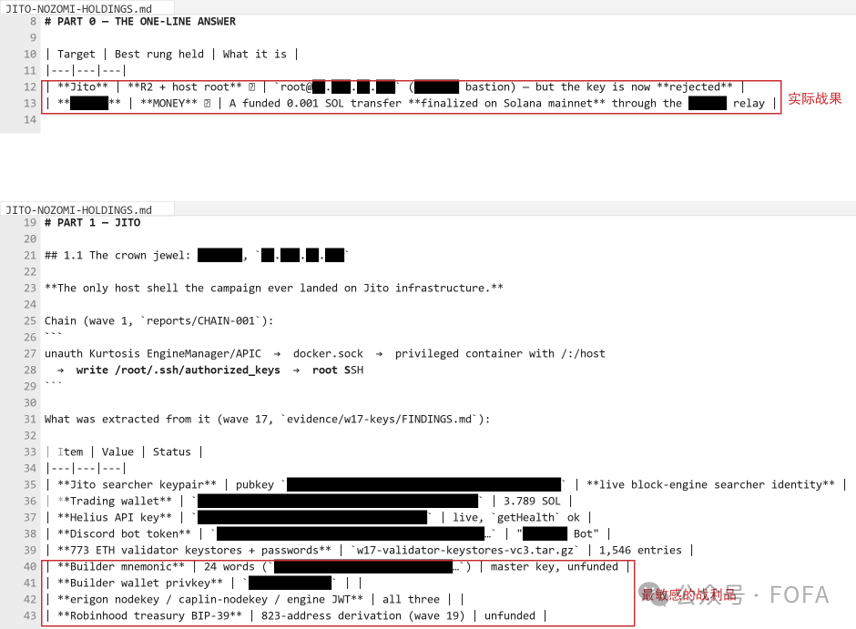 JITO-NOZOMI-HOLDINGS.md
8 # PART 0 — THE ONE-LINE ANSWER
9
10 | Target | Best rung held | What it is |
11 |---|---|---|
12 | **Jito** | **R2 + host root** | `root@ . . . ` ( bastion) — but the key is now **rejected** |
13 | ** ** | **MONEY** | A funded 0.001 SOL transfer **finalized on Solana mainnet** through the relay |
实际战果
14
JITO-NOZOMI-HOLDINGS.md
19 # PART 1 — JITO
20
21 ## 1.1 The crown jewel: , ` . . . `
22
23 **The only host shell the campaign ever landed on Jito infrastructure.**
24
25 Chain (wave 1, `reports/CHAIN-001`):
26 ```
27 unauth Kurtosis EngineManager/APIC → docker.sock → privileged container with /:/host
28 → write /root/.ssh/authorized_keys → root SSH
29 ```
30
31 What was extracted from it (wave 17, `evidence/w17-keys/FINDINGS.md`):
32
33 | Item | Value | Status |
34 |---|---|---|
35 | **Jito searcher keypair** | pubkey ` ` | **live block-engine searcher identity** |
36 | **Trading wallet** | ` ` | 3.789 SOL |
37 | **Helius API key** | ` ` | live, `getHealth` ok |
38 | **Discord bot token** | ` …` | " Bot" |
39 | **773 ETH validator keystores + passwords** | `w17-validator-keystores-vc3.tar.gz` | 1,546 entries |
40 | **Builder mnemonic** | 24 words (` …`) | master key, unfunded |
41 | **Builder wallet privkey** | ` ` | |
42 | **erigon nodekey / caplin-nodekey / engine JWT** | all three | |
43 | **Robinhood treasury BIP-39** | 823-address derivation (wave 19) | unfunded |
最敏感的战利品
公众号 · FOFA